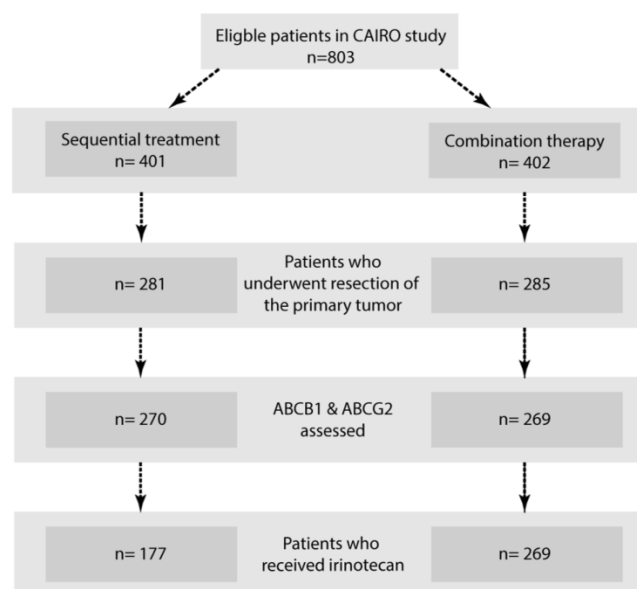 Eligble patients in CAIRO study
n=803
Sequential treatment
n= 401
Combination therapy
n= 402
n= 281
Patients who
underwent resection of
the primary tumor
n= 285
n= 270
ABCB1 & ABCG2
assessed
n= 269
n= 177
Patients who
received irinotecan
n= 269